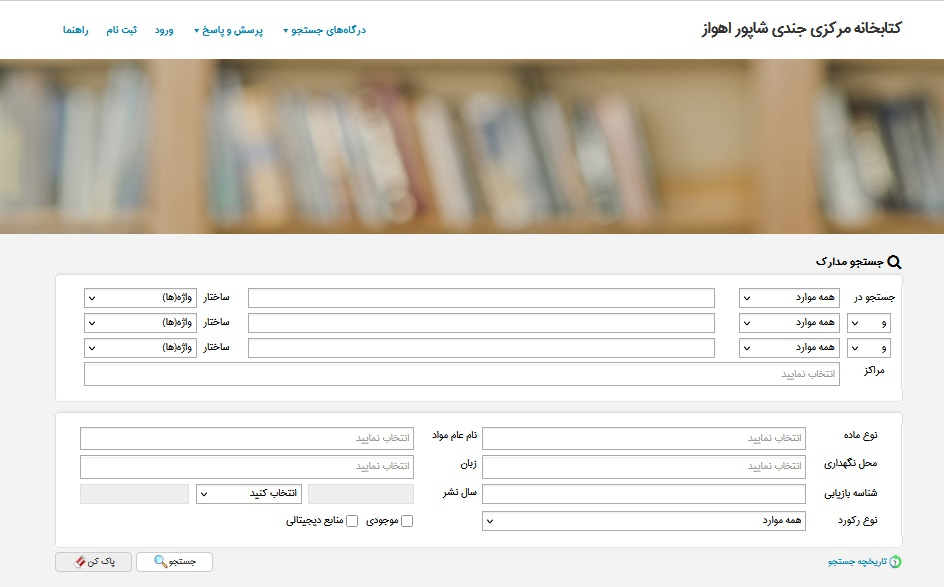 کتابخانه مرکزی جندی شاپور اهواز
درگاه‌های جستجو پرسش و پاسخ ورود ثبت نام راهنما
جستجو مدارک
جستجو در همه موارد ساختار واژه(ها)
و همه موارد ساختار واژه(ها)
و همه موارد ساختار واژه(ها)
مراکز انتخاب نمایید
نوع ماده انتخاب نمایید نام عام مواد انتخاب نمایید
محل نگهداری انتخاب نمایید زبان انتخاب نمایید
شناسه بازیابی سال نشر انتخاب کنید
نوع رکورد همه موارد موجودی منابع دیجیتالی
تاریخچه جستجو جستجو پاک کن